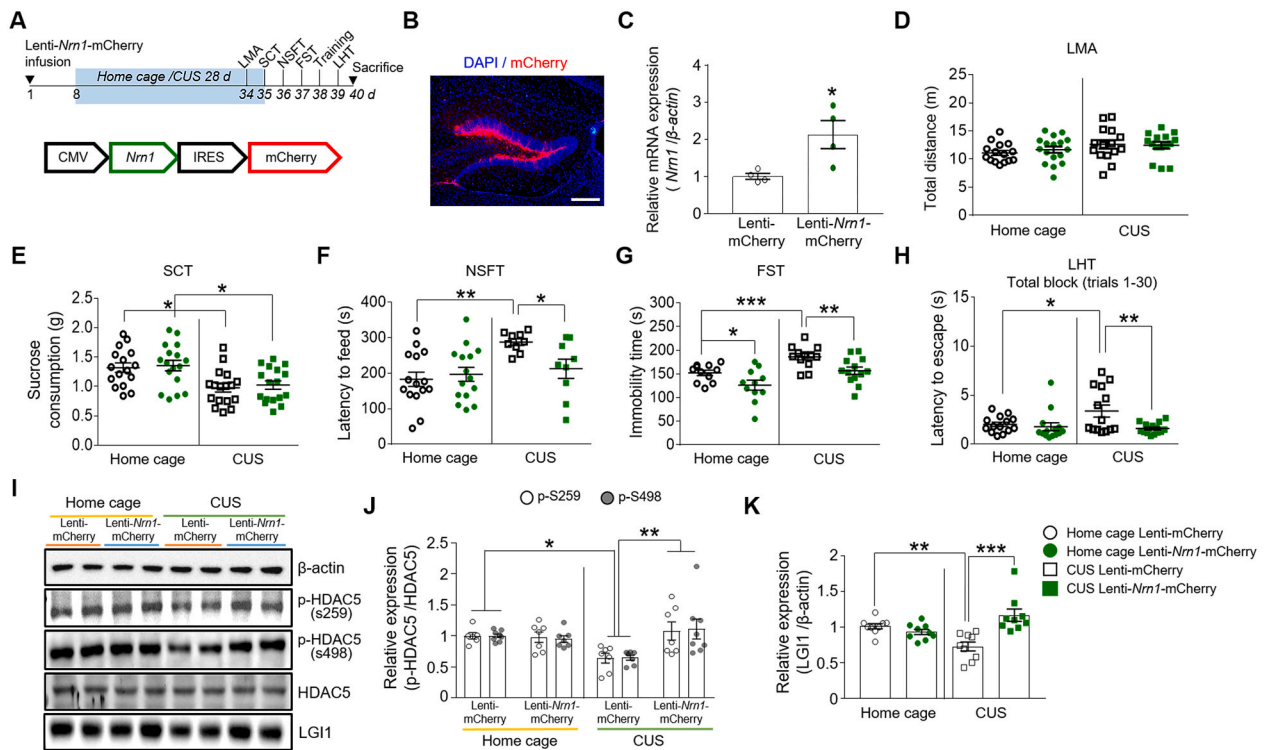 A
Lenti-Nrn1-mCherry
infusion
LMA
SCT
NSFT
FST
Training
LHT
Sacrifice
Home cage /CUS 28 d
1
8
34
35
36
37
38
39
40 d
CMV
Nrn1
IRES
mCherry
B
DAPI / mCherry
C
Relative mRNA expression
( Nrn1 /β-actin)
4
3
2
1
0
*
Lenti-
mCherry
Lenti-Nrn1-
mCherry
D
LMA
Total distance (m)
25
20
15
10
5
0
Home cage
CUS
E
SCT
Sucrose
consumption (g)
2.5
2.0
1.5
1.0
0.5
0.0
*
*
Home cage
CUS
F
NSFT
Latency to feed (s)
400
300
200
100
0
**
*
Home cage
CUS
G
FST
Immobility time (s)
300
250
200
150
100
50
0
***
*
**
Home cage
CUS
H
LHT
Total block (trials 1-30)
Latency to escape (s)
15
10
5
0
*
**
Home cage
CUS
I
Home cage
CUS
Lenti-
mCherry
Lenti-Nrn1-
mCherry
Lenti-
mCherry
Lenti-Nrn1-
mCherry
β-actin
p-HDAC5
(s259)
p-HDAC5
(s498)
HDAC5
LGI1
J
p-S259
p-S498
Relative expression
(p-HDAC5 /HDAC5)
2.5
2
1.5
1
0.5
0
*
**
Lenti-
mCherry
Lenti-Nrn1-
mCherry
Lenti-
mCherry
Lenti-Nrn1-
mCherry
Home cage
CUS
K
Relative expression
(LGI1 /β-actin)
2
1.5
1
0.5
0
**
***
Home cage
CUS
Home cage Lenti-mCherry
Home cage Lenti-Nrn1-mCherry
CUS Lenti-mCherry
CUS Lenti-Nrn1-mCherry